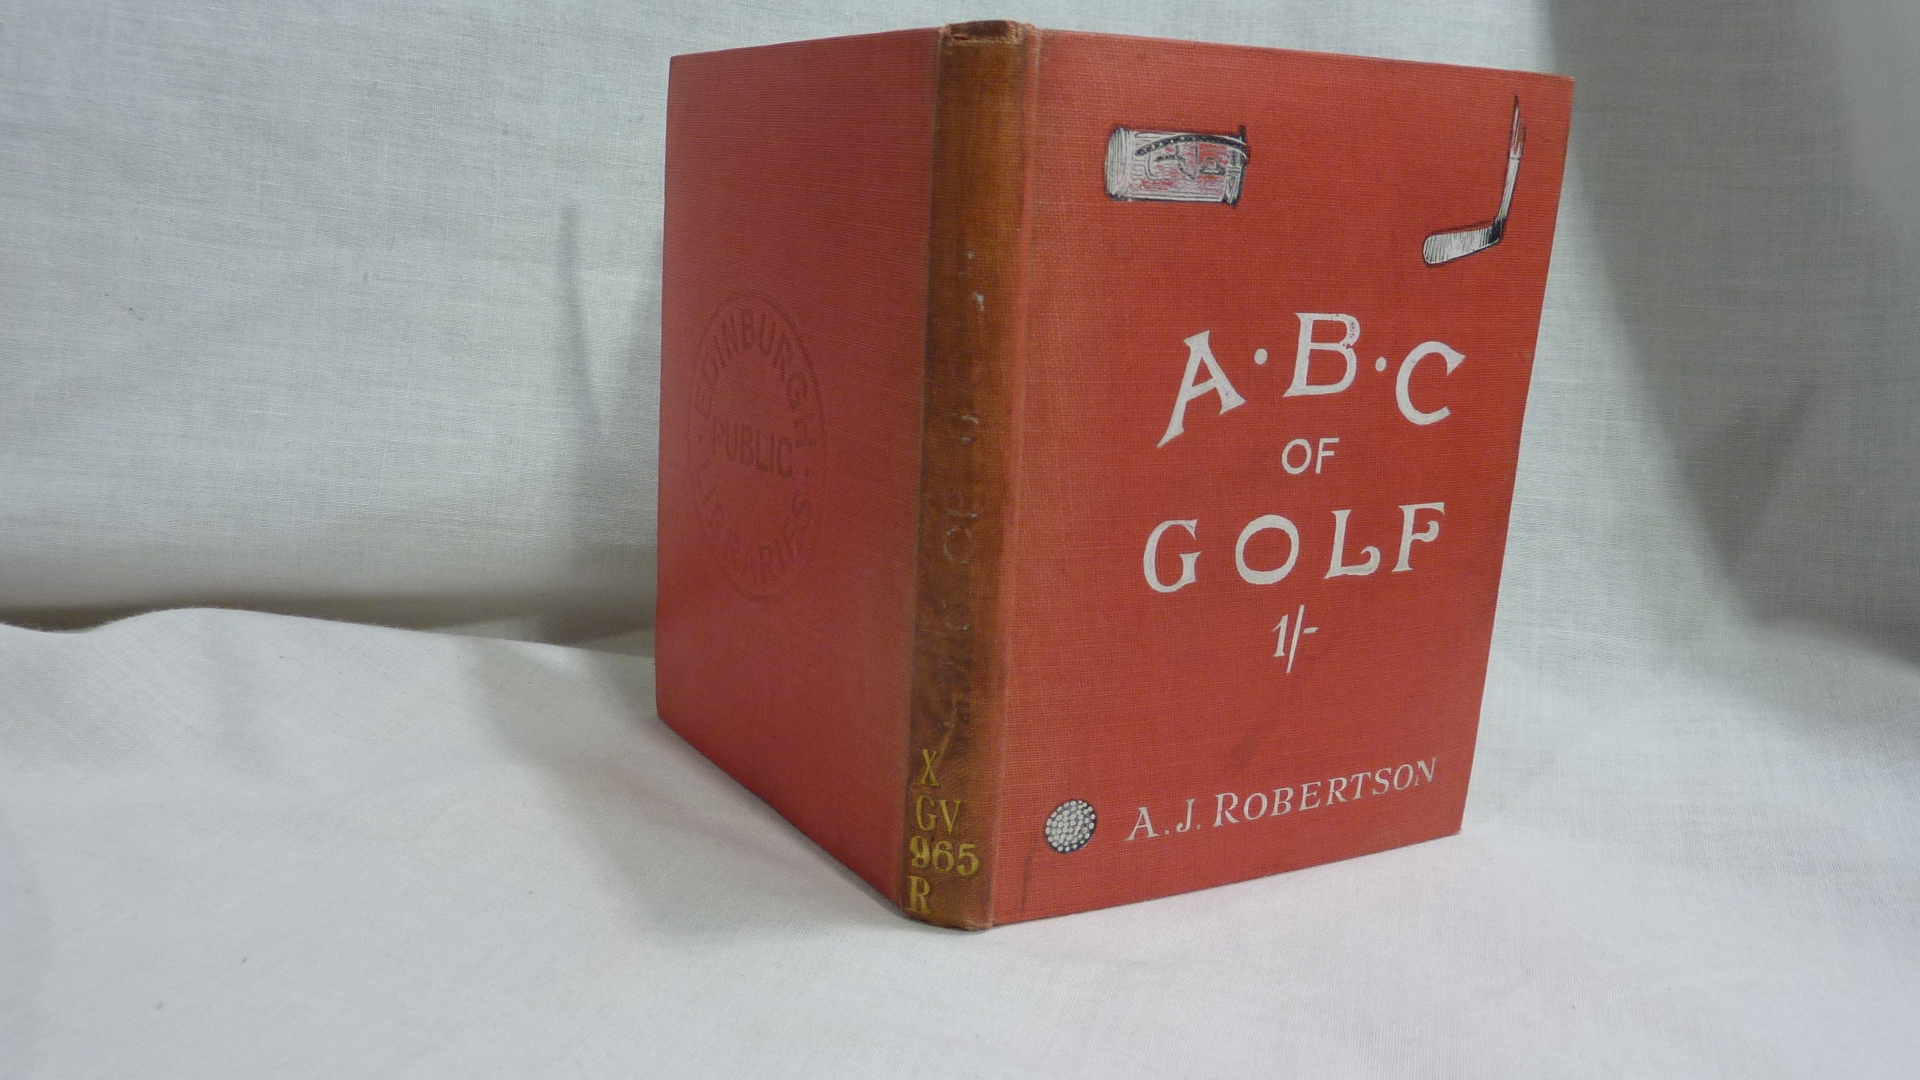 EDINBURGH
PUBLIC
LIBRARIES
X
GV
965
R
A·B·C
OF
GOLF
1/-
A.J. ROBERTSON